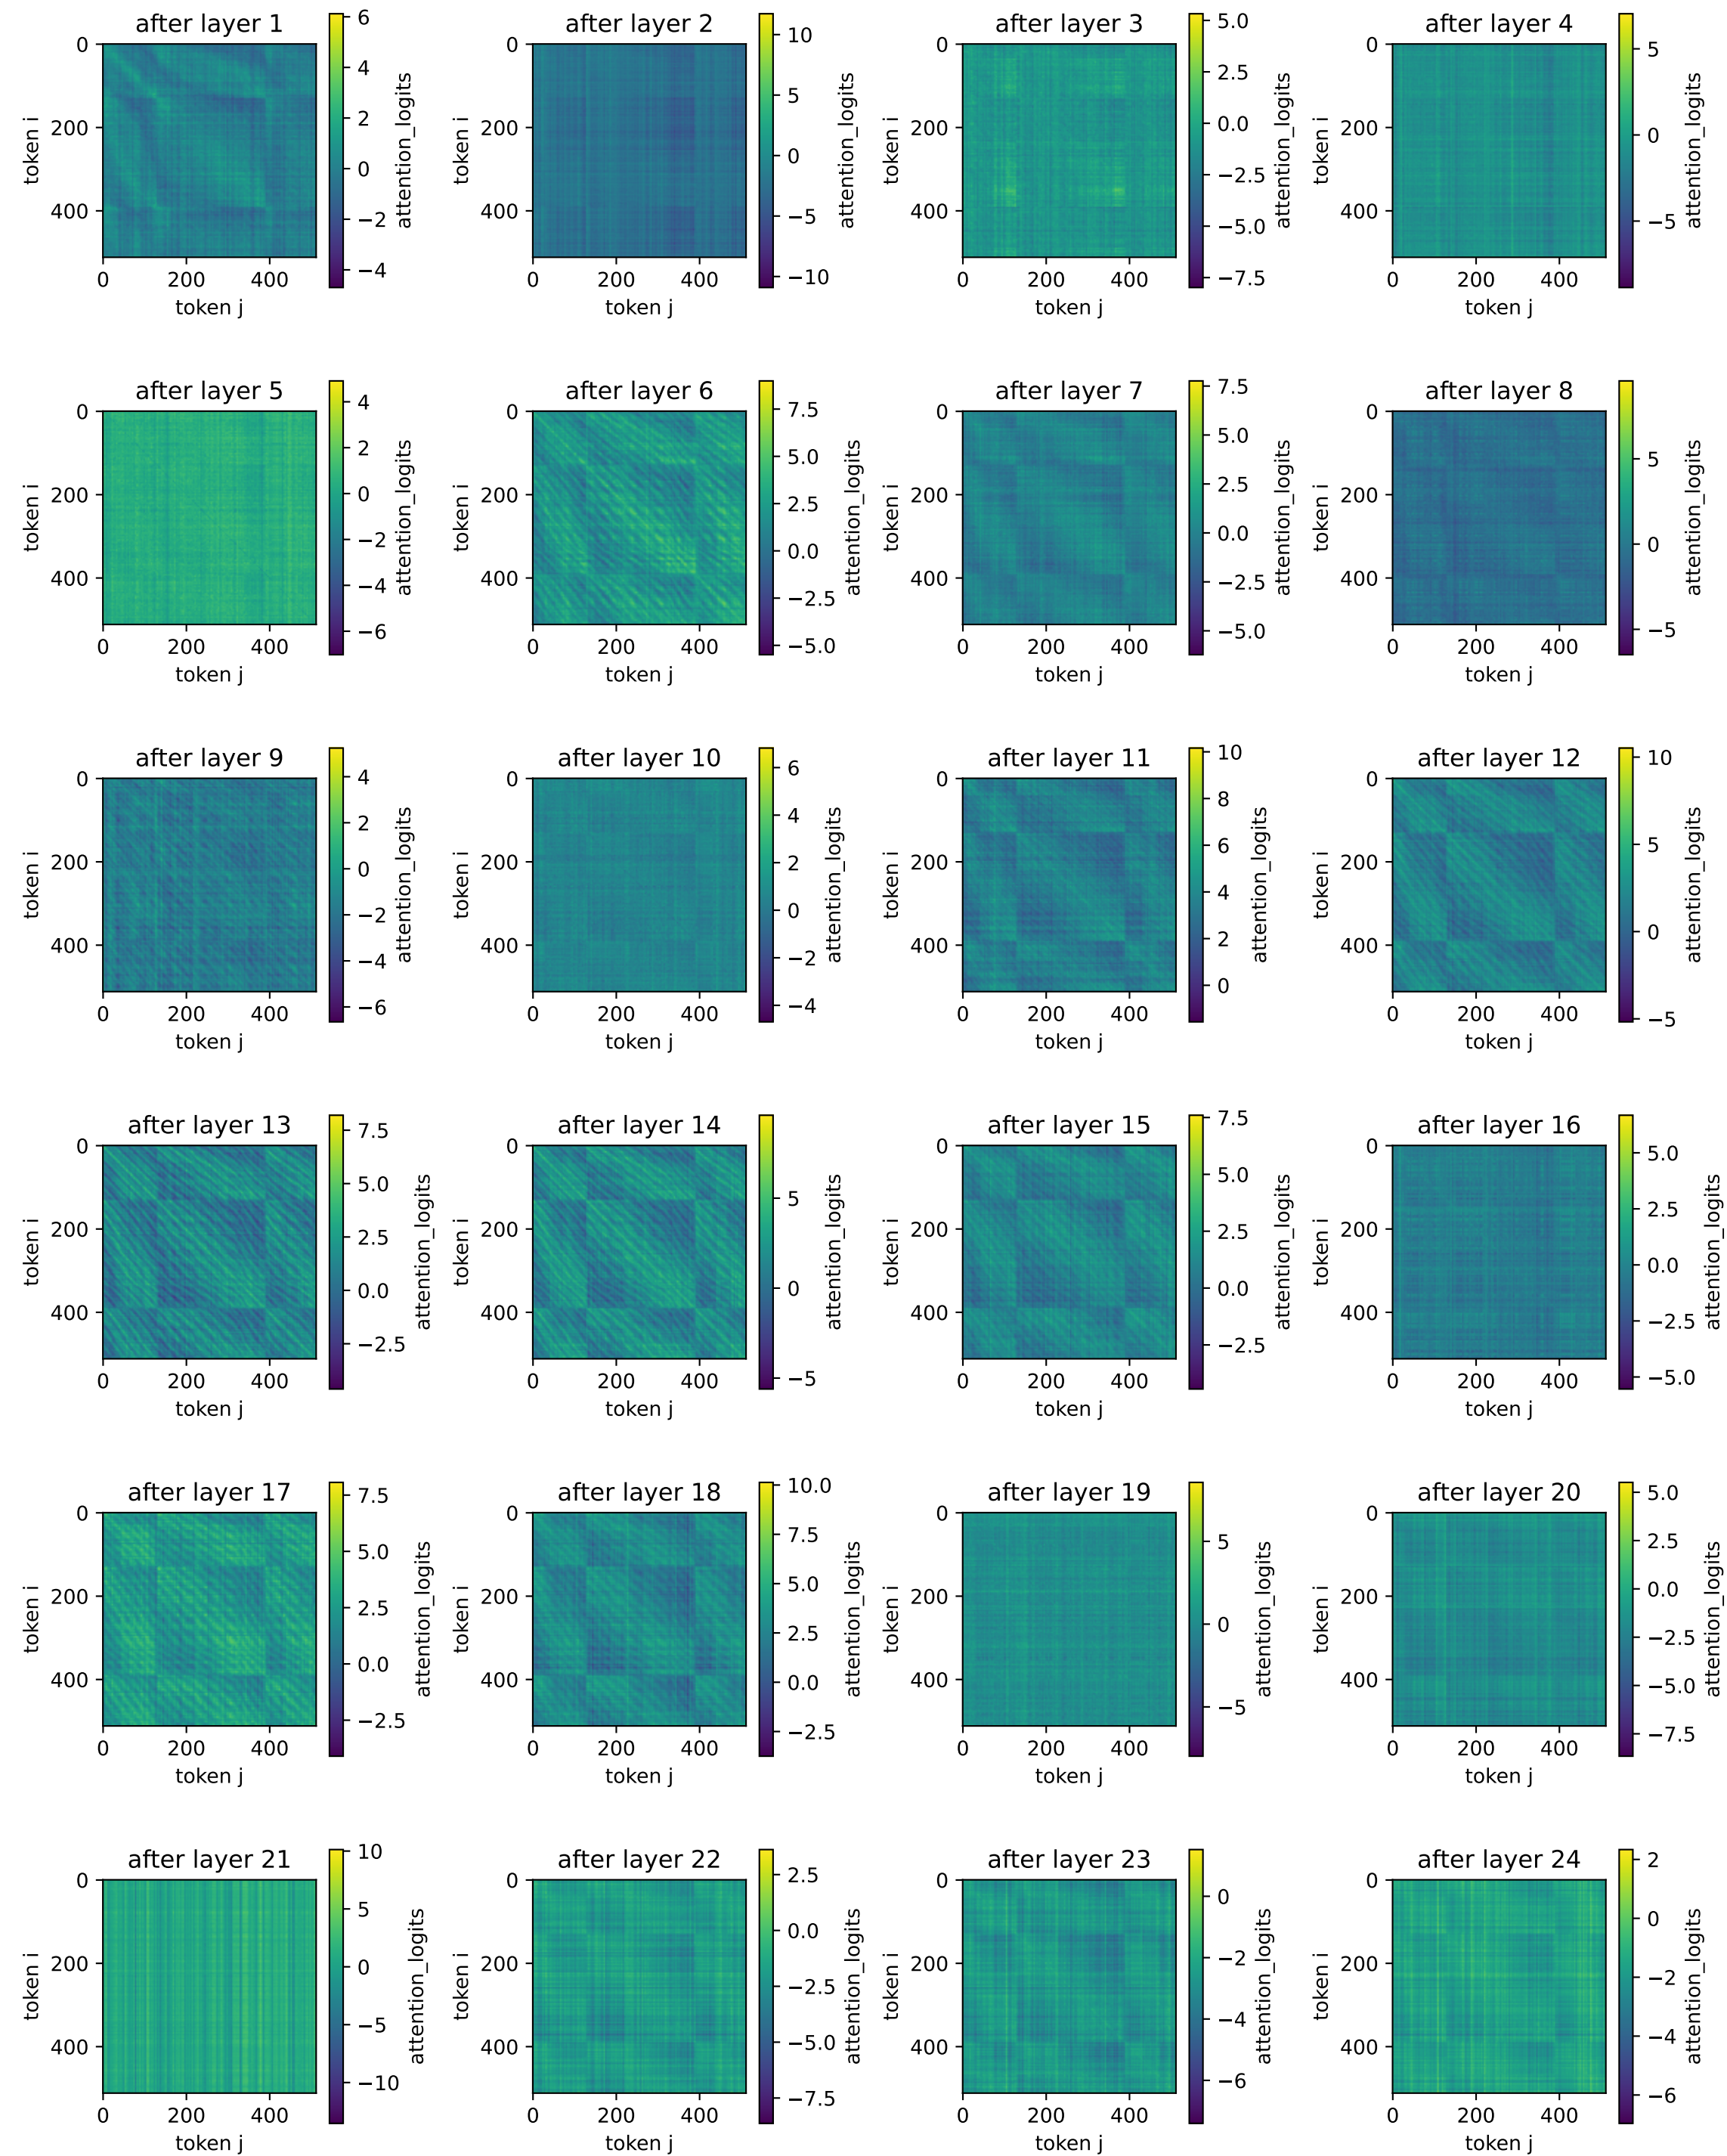 after layer 1
0
200
400
token i
0 200 400
token j
6
4
2
0
−2
−4
attention_logits
after layer 2
0
200
400
token i
0 200 400
token j
10
5
0
−5
−10
attention_logits
after layer 3
0
200
400
token i
0 200 400
token j
5.0
2.5
0.0
−2.5
−5.0
−7.5
attention_logits
after layer 4
0
200
400
token i
0 200 400
token j
5
0
−5
attention_logits
after layer 5
0
200
400
token i
0 200 400
token j
4
2
0
−2
−4
−6
attention_logits
after layer 6
0
200
400
token i
0 200 400
token j
7.5
5.0
2.5
0.0
−2.5
−5.0
attention_logits
after layer 7
0
200
400
token i
0 200 400
token j
7.5
5.0
2.5
0.0
−2.5
−5.0
attention_logits
after layer 8
0
200
400
token i
0 200 400
token j
5
0
−5
attention_logits
after layer 9
0
200
400
token i
0 200 400
token j
4
2
0
−2
−4
−6
attention_logits
after layer 10
0
200
400
token i
0 200 400
token j
6
4
2
0
−2
−4
attention_logits
after layer 11
0
200
400
token i
0 200 400
token j
10
8
6
4
2
0
attention_logits
after layer 12
0
200
400
token i
0 200 400
token j
10
5
0
−5
attention_logits
after layer 13
0
200
400
token i
0 200 400
token j
7.5
5.0
2.5
0.0
−2.5
attention_logits
after layer 14
0
200
400
token i
0 200 400
token j
5
0
−5
attention_logits
after layer 15
0
200
400
token i
0 200 400
token j
7.5
5.0
2.5
0.0
−2.5
attention_logits
after layer 16
0
200
400
token i
0 200 400
token j
5.0
2.5
0.0
−2.5
−5.0
attention_logits
after layer 17
0
200
400
token i
0 200 400
token j
7.5
5.0
2.5
0.0
−2.5
attention_logits
after layer 18
0
200
400
token i
0 200 400
token j
10.0
7.5
5.0
2.5
0.0
−2.5
attention_logits
after layer 19
0
200
400
token i
0 200 400
token j
5
0
−5
attention_logits
after layer 20
0
200
400
token i
0 200 400
token j
5.0
2.5
0.0
−2.5
−5.0
−7.5
attention_logits
after layer 21
0
200
400
token i
0 200 400
token j
10
5
0
−5
−10
attention_logits
after layer 22
0
200
400
token i
0 200 400
token j
2.5
0.0
−2.5
−5.0
−7.5
attention_logits
after layer 23
0
200
400
token i
0 200 400
token j
0
−2
−4
−6
attention_logits
after layer 24
0
200
400
token i
0 200 400
token j
2
0
−2
−4
−6
attention_logits